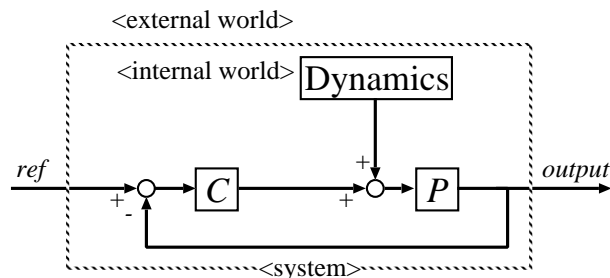 <external world>
<internal world>
Dynamics
ref
+
output
+
-
C
+
P
<system>